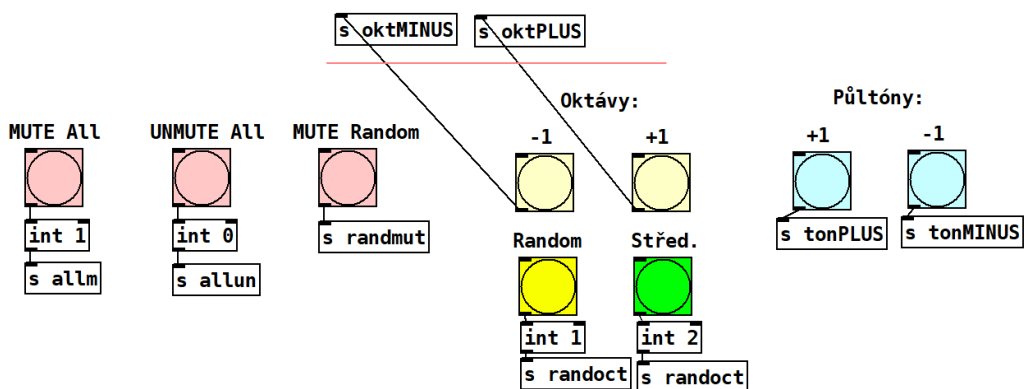 s oktMINUS
s oktPLUS
Oktávy:
Půltóny:
MUTE All
UNMUTE All
MUTE Random
-1
+1
+1
-1
int 1
int 0
s randmut
s tonPLUS
s tonMINUS
s allm
s allun
Random
Střed.
int 1
int 2
s randoct
s randoct